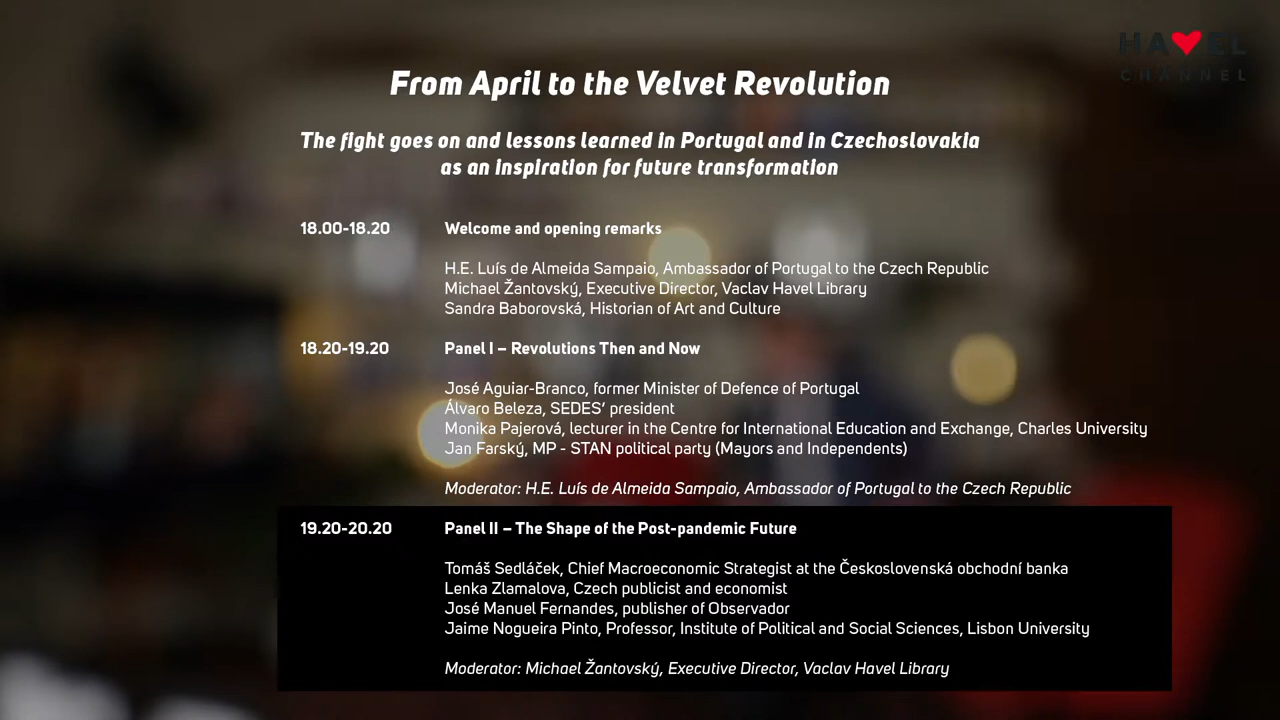 HAVEL
CHANNEL
From April to the Velvet Revolution
The fight goes on and lessons learned in Portugal and in Czechoslovakia
as an inspiration for future transformation
18.00-18.20 Welcome and opening remarks
H.E. Luís de Almeida Sampaio, Ambassador of Portugal to the Czech Republic
Michael Žantovský, Executive Director, Vaclav Havel Library
Sandra Baborovská, Historian of Art and Culture
18.20-19.20 Panel I – Revolutions Then and Now
José Aguiar-Branco, former Minister of Defence of Portugal
Álvaro Beleza, SEDES’ president
Monika Pajerová, lecturer in the Centre for International Education and Exchange, Charles University
Jan Farský, MP - STAN political party (Mayors and Independents)
Moderator: H.E. Luís de Almeida Sampaio, Ambassador of Portugal to the Czech Republic
19.20-20.20 Panel II – The Shape of the Post-pandemic Future
Tomáš Sedláček, Chief Macroeconomic Strategist at the Československá obchodní banka
Lenka Zlamalova, Czech publicist and economist
José Manuel Fernandes, publisher of Observador
Jaime Nogueira Pinto, Professor, Institute of Political and Social Sciences, Lisbon University
Moderator: Michael Žantovský, Executive Director, Vaclav Havel Library